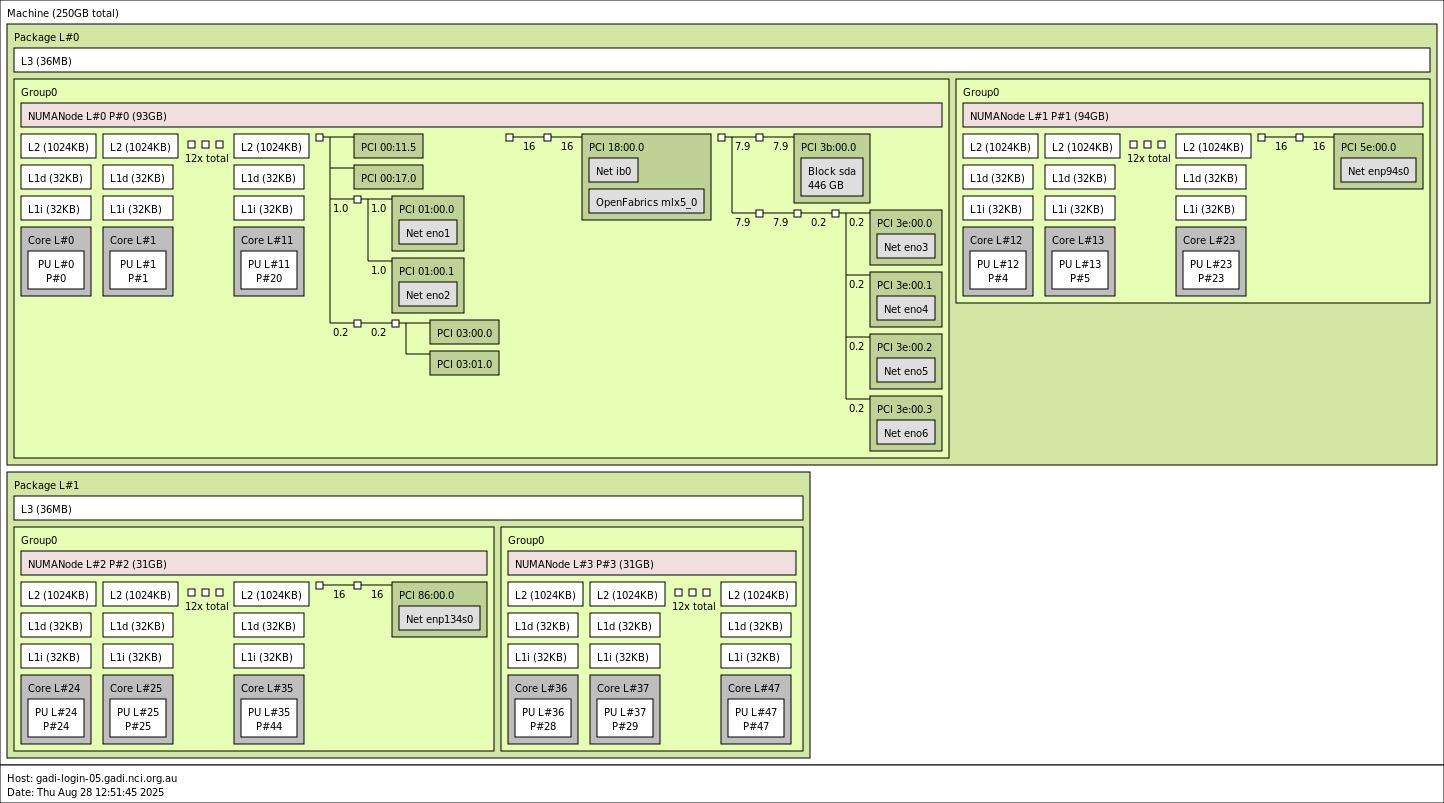 Machine (250GB total)
Package L#0
L3 (36MB)
Group0
NUMANode L#0 P#0 (93GB)
L2 (1024KB)
L2 (1024KB)
12x total
L2 (1024KB)
L1d (32KB)
L1d (32KB)
L1d (32KB)
L1i (32KB)
L1i (32KB)
L1i (32KB)
Core L#0
PU L#0
P#0
Core L#1
PU L#1
P#1
Core L#11
PU L#11
P#20
PCI 00:11.5
PCI 00:17.0
1.0
1.0
PCI 01:00.0
Net eno1
1.0
PCI 01:00.1
Net eno2
0.2
0.2
PCI 03:00.0
PCI 03:01.0
16
16
PCI 18:00.0
Net ib0
OpenFabrics mlx5_0
7.9
7.9
PCI 3b:00.0
Block sda
446 GB
7.9
7.9
0.2
0.2
PCI 3e:00.0
Net eno3
0.2
PCI 3e:00.1
Net eno4
0.2
PCI 3e:00.2
Net eno5
0.2
PCI 3e:00.3
Net eno6
Group0
NUMANode L#1 P#1 (94GB)
L2 (1024KB)
L2 (1024KB)
12x total
L2 (1024KB)
L1d (32KB)
L1d (32KB)
L1d (32KB)
L1i (32KB)
L1i (32KB)
L1i (32KB)
Core L#12
PU L#12
P#4
Core L#13
PU L#13
P#5
Core L#23
PU L#23
P#23
16
16
PCI 5e:00.0
Net enp94s0
Package L#1
L3 (36MB)
Group0
NUMANode L#2 P#2 (31GB)
L2 (1024KB)
L2 (1024KB)
12x total
L2 (1024KB)
L1d (32KB)
L1d (32KB)
L1d (32KB)
L1i (32KB)
L1i (32KB)
L1i (32KB)
Core L#24
PU L#24
P#24
Core L#25
PU L#25
P#25
Core L#35
PU L#35
P#44
16
16
PCI 86:00.0
Net enp134s0
Group0
NUMANode L#3 P#3 (31GB)
L2 (1024KB)
L2 (1024KB)
12x total
L2 (1024KB)
L1d (32KB)
L1d (32KB)
L1d (32KB)
L1i (32KB)
L1i (32KB)
L1i (32KB)
Core L#36
PU L#36
P#28
Core L#37
PU L#37
P#29
Core L#47
PU L#47
P#47
Host: gadi-login-05.gadi.nci.org.au
Date: Thu Aug 28 12:51:45 2025